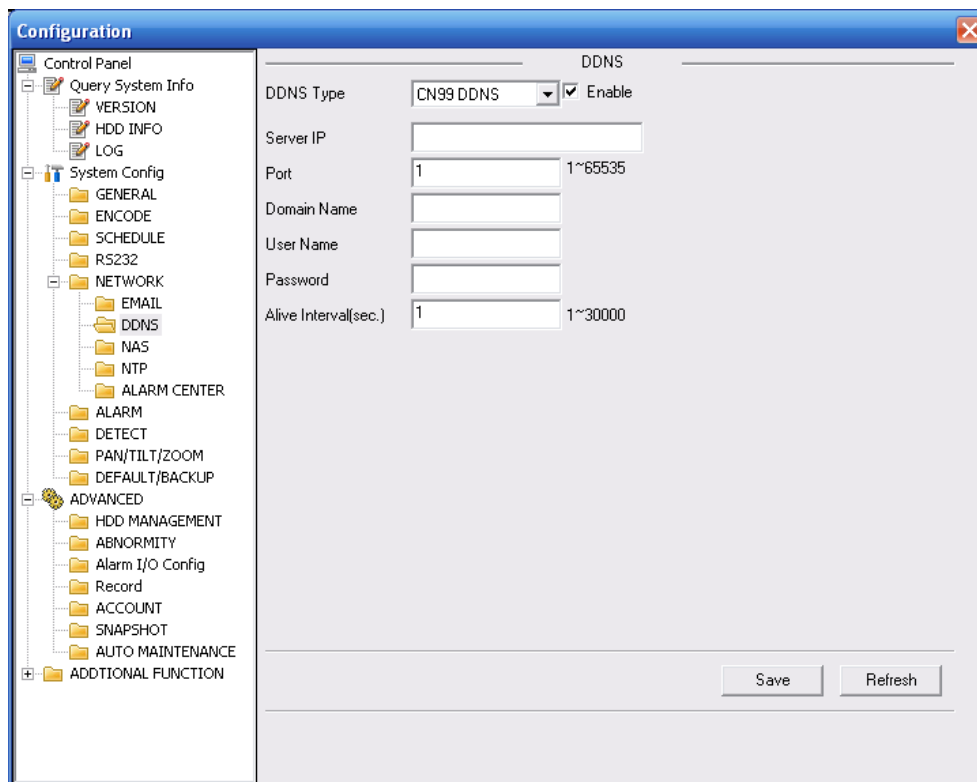 Configuration
Control Panel
Query System Info
VERSION
HDD INFO
LOG
System Config
GENERAL
ENCODE
SCHEDULE
RS232
NETWORK
EMAIL
DDNS
NAS
NTP
ALARM CENTER
ALARM
DETECT
PAN/TILT/ZOOM
DEFAULT/BACKUP
ADVANCED
HDD MANAGEMENT
ABNORMITY
Alarm I/O Config
Record
ACCOUNT
SNAPSHOT
AUTO MAINTENANCE
ADDTIONAL FUNCTION
DDNS
DDNS Type CN99 DDNS Enable
Server IP
Port 1 1~65535
Domain Name
User Name
Password
Alive Interval(sec.) 1 1~30000
Save Refresh